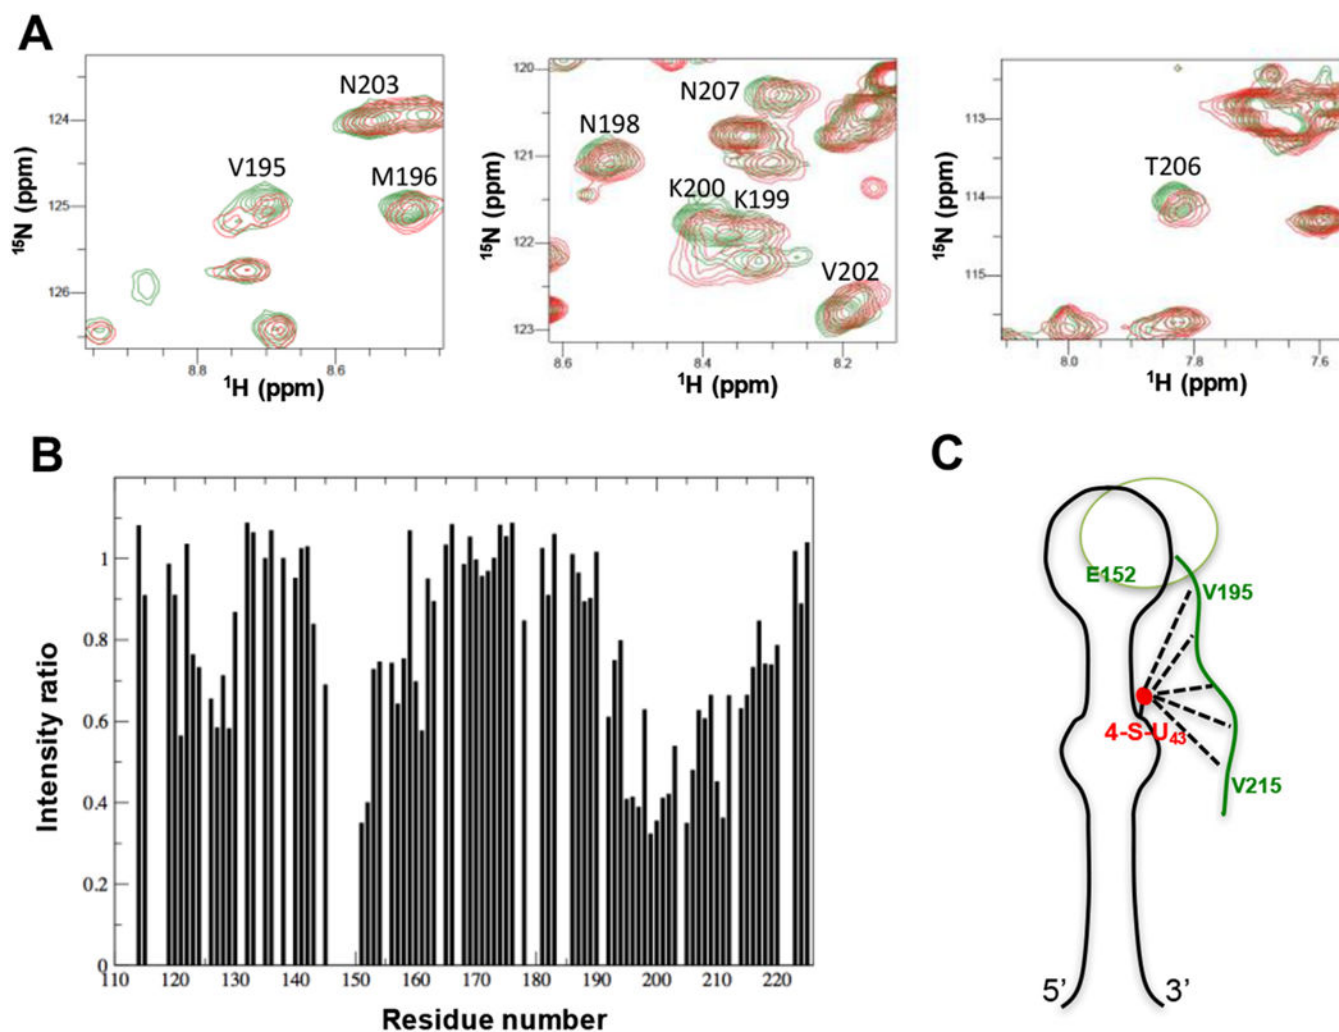 A
N203
V195
M196
124
125
126
8.8
8.6
¹⁵N (ppm)
¹H (ppm)
N207
N198
K200
K199
V202
120
121
122
123
8.6
8.4
8.2
¹⁵N (ppm)
¹H (ppm)
T206
113
114
115
8.0
7.8
7.6
¹⁵N (ppm)
¹H (ppm)
B
1
0.8
0.6
0.4
0.2
0
Intensity ratio
110 120 130 140 150 160 170 180 190 200 210 220
Residue number
C
E152
V195
4-S-U₄₃
V215
5’
3’